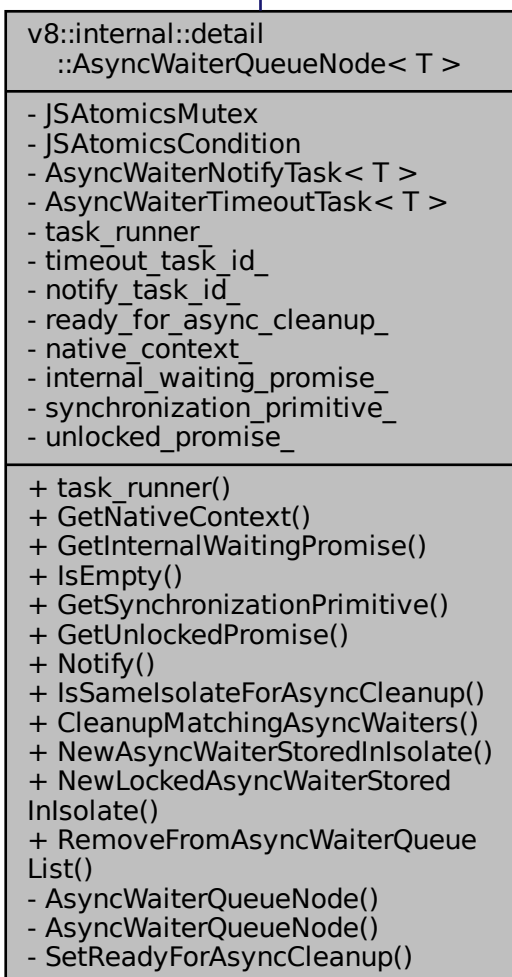 v8::internal::detail
::AsyncWaiterQueueNode< T >
- JSAtomicsMutex
- JSAtomicsCondition
- AsyncWaiterNotifyTask< T >
- AsyncWaiterTimeoutTask< T >
- task_runner_
- timeout_task_id_
- notify_task_id_
- ready_for_async_cleanup_
- native_context_
- internal_waiting_promise_
- synchronization_primitive_
- unlocked_promise_
+ task_runner()
+ GetNativeContext()
+ GetInternalWaitingPromise()
+ IsEmpty()
+ GetSynchronizationPrimitive()
+ GetUnlockedPromise()
+ Notify()
+ IsSameIsolateForAsyncCleanup()
+ CleanupMatchingAsyncWaiters()
+ NewAsyncWaiterStoredInIsolate()
+ NewLockedAsyncWaiterStored
InIsolate()
+ RemoveFromAsyncWaiterQueue
List()
- AsyncWaiterQueueNode()
- AsyncWaiterQueueNode()
- SetReadyForAsyncCleanup()